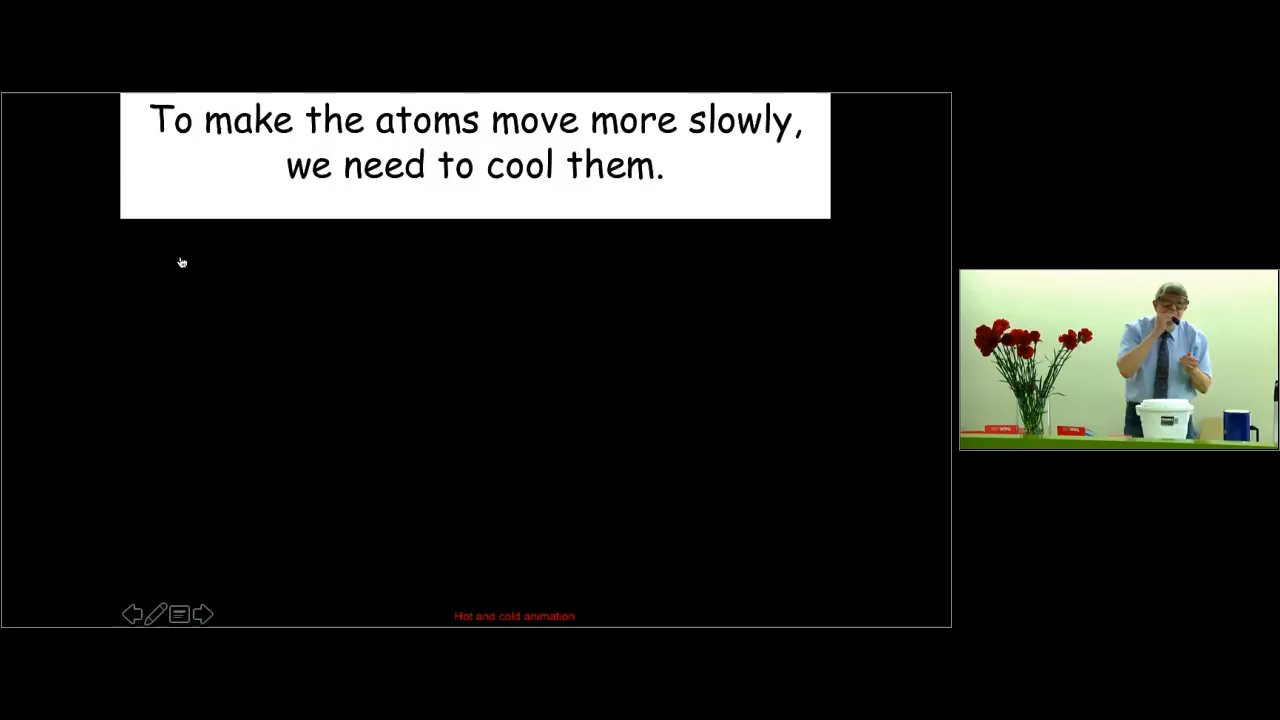 To make the atoms move more slowly,
we need to cool them.
Hot and cold animation